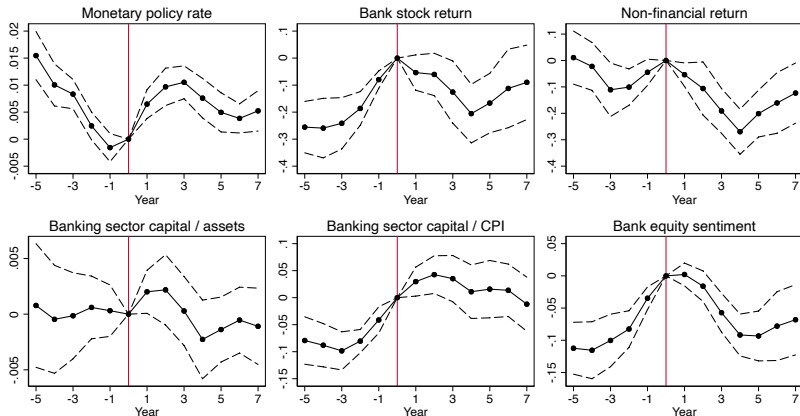 Monetary policy rate
.02
.015
.01
.005
0
-.005
-5 -3 -1 1 3 5 7
Year
Bank stock return
.1
0
-.1
-.2
-.3
-.4
-5 -3 -1 1 3 5 7
Year
Non-financial return
.1
0
-.1
-.2
-.3
-.4
-5 -3 -1 1 3 5 7
Year
Banking sector capital / assets
.005
0
-.005
-5 -3 -1 1 3 5 7
Year
Banking sector capital / CPI
.1
.05
0
-.05
-.1
-.15
-5 -3 -1 1 3 5 7
Year
Bank equity sentiment
.05
0
-.05
-.1
-.15
-5 -3 -1 1 3 5 7
Year